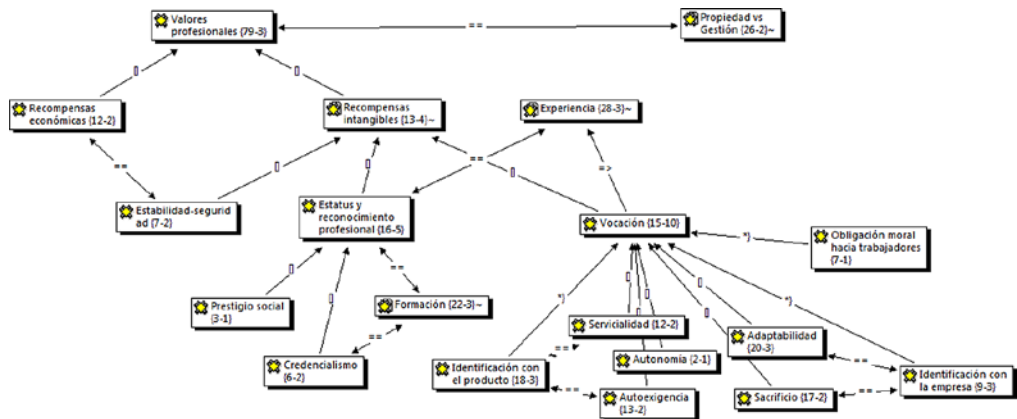 Valores
profesionales {79-3}
==
Propiedad vs
Gestión {26-2}~
[]
[]
Recompensas
económicas {12-2}
Recompensas
intangibles {13-4}~
Experiencia {28-3}~
==
[]
[]
==
[]
=>
Estabilidad-segurid
ad {7-2}
Estatus y
reconocimiento
profesional {16-5}
Vocación {15-10}
*}
Obligación moral
hacia trabajadores
{7-1}
[]
[]
==
*}
[]
[]
[]
[]
*}
Prestigio social
{3-1}
Formación {22-3}~
Servicialidad {12-2}
Adaptabilidad
{20-3}
==
Credencialismo
{6-2}
Identificación con
el producto {18-3}
==
Autonomía {2-1}
==
Identificación con
la empresa {9-3}
==
Autoexigencia
{13-2}
Sacrificio {17-2}
==